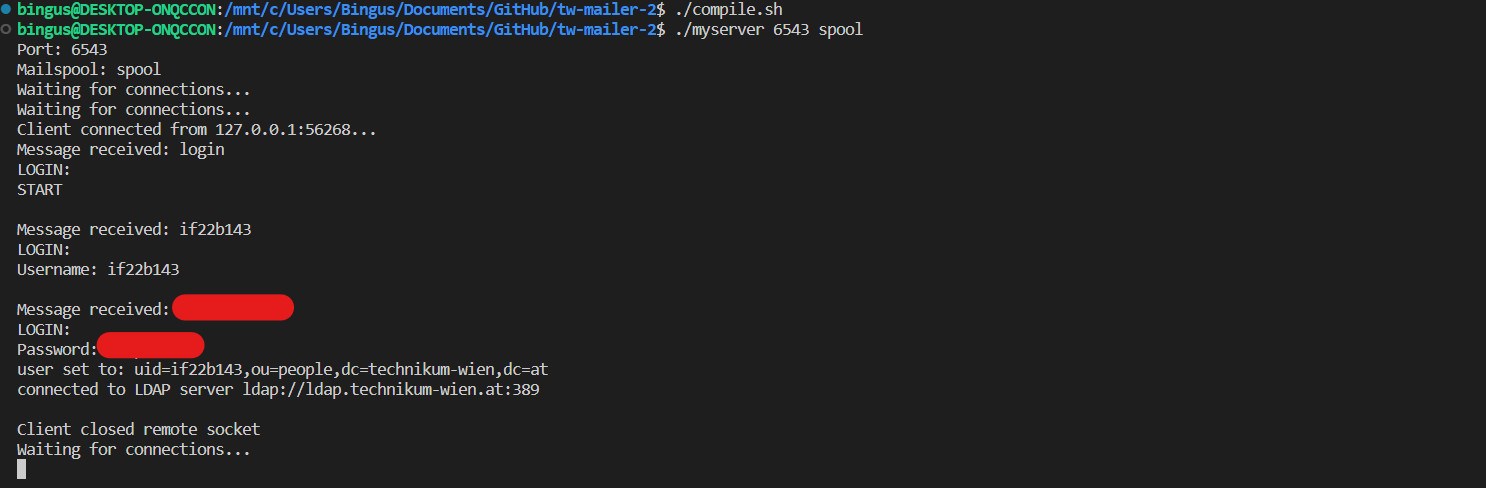 bingus@DESKTOP-ONQCCON:/mnt/c/Users/Bingus/Documents/GitHub/tw-mailer-2$ ./compile.sh
bingus@DESKTOP-ONQCCON:/mnt/c/Users/Bingus/Documents/GitHub/tw-mailer-2$ ./myserver 6543 spool
Port: 6543
Mailspool: spool
Waiting for connections...
Waiting for connections...
Client connected from 127.0.0.1:56268...
Message received: login
LOGIN:
START
Message received: if22b143
LOGIN:
Username: if22b143
Message received:
LOGIN:
Password:
user set to: uid=if22b143,ou=people,dc=technikum-wien,dc=at
connected to LDAP server ldap://ldap.technikum-wien.at:389
Client closed remote socket
Waiting for connections...